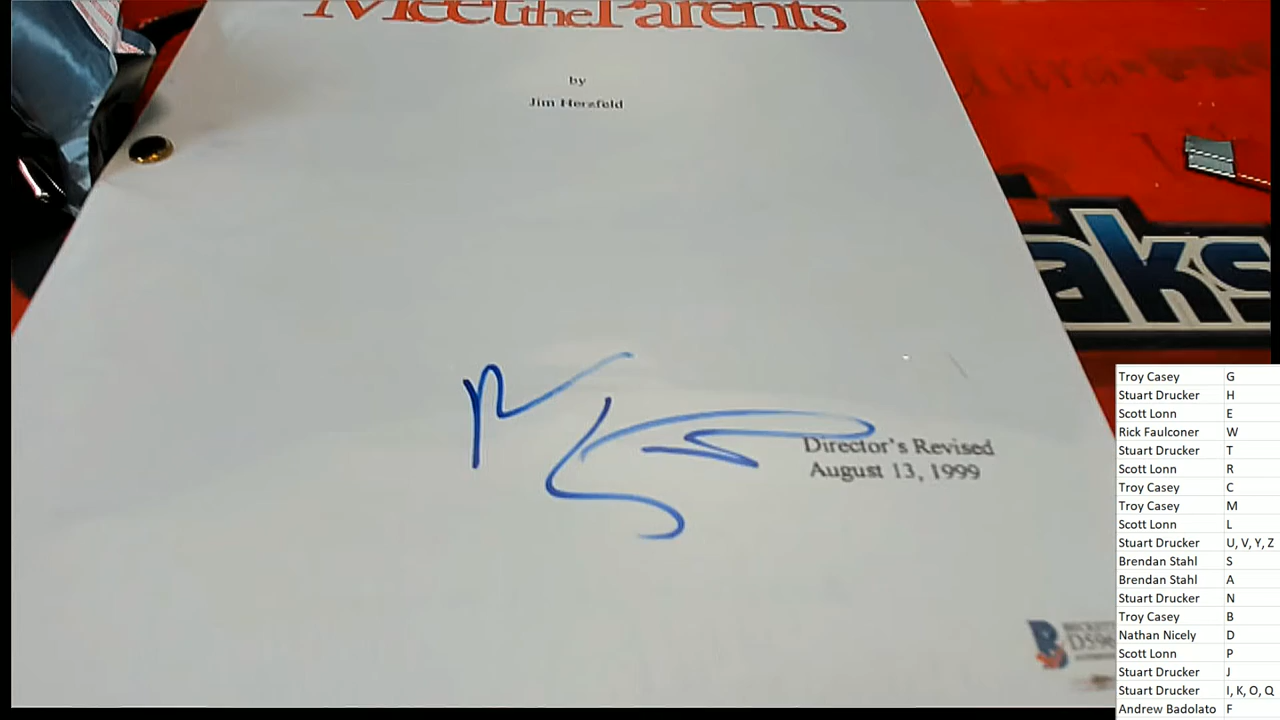 Meet the Parents
by
Jim Herzfeld
Director's Revised
August 13, 1999
aks
Troy Casey G
Stuart Drucker H
Scott Lonn E
Rick Faulconer W
Stuart Drucker T
Scott Lonn R
Troy Casey C
Troy Casey M
Scott Lonn L
Stuart Drucker U, V, Y, Z
Brendan Stahl S
Brendan Stahl A
Stuart Drucker N
Troy Casey B
Nathan Nicely D
Scott Lonn P
Stuart Drucker J
Stuart Drucker I, K, O, Q
Andrew Badolato F